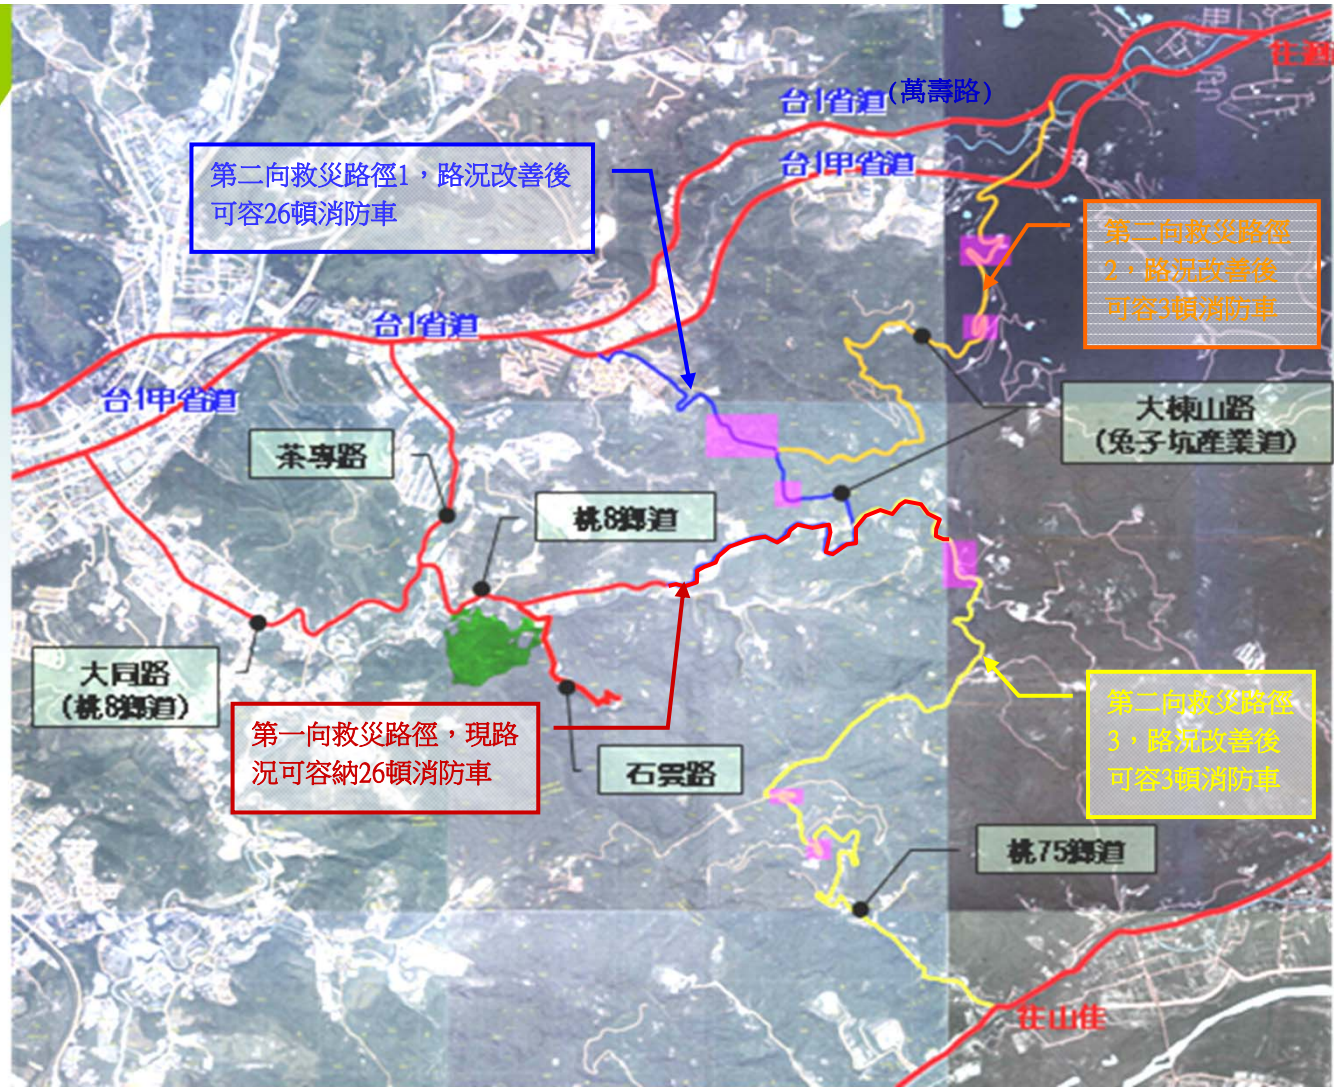 往
台1省道(萬壽路)
台1甲省道
第二向救災路徑1，路況改善後
可容26頓消防車
第二向救災路徑
2，路況改善後
可容3頓消防車
台1省道
台1甲省道
大棟山路
(兔子坑產業道)
茶專路
桃8鄉道
大同路
(桃8鄉道)
第一向救災路徑，現路
況可容納26頓消防車
石雲路
第二向救災路徑
3，路況改善後
可容3頓消防車
桃75鄉道
往山佳